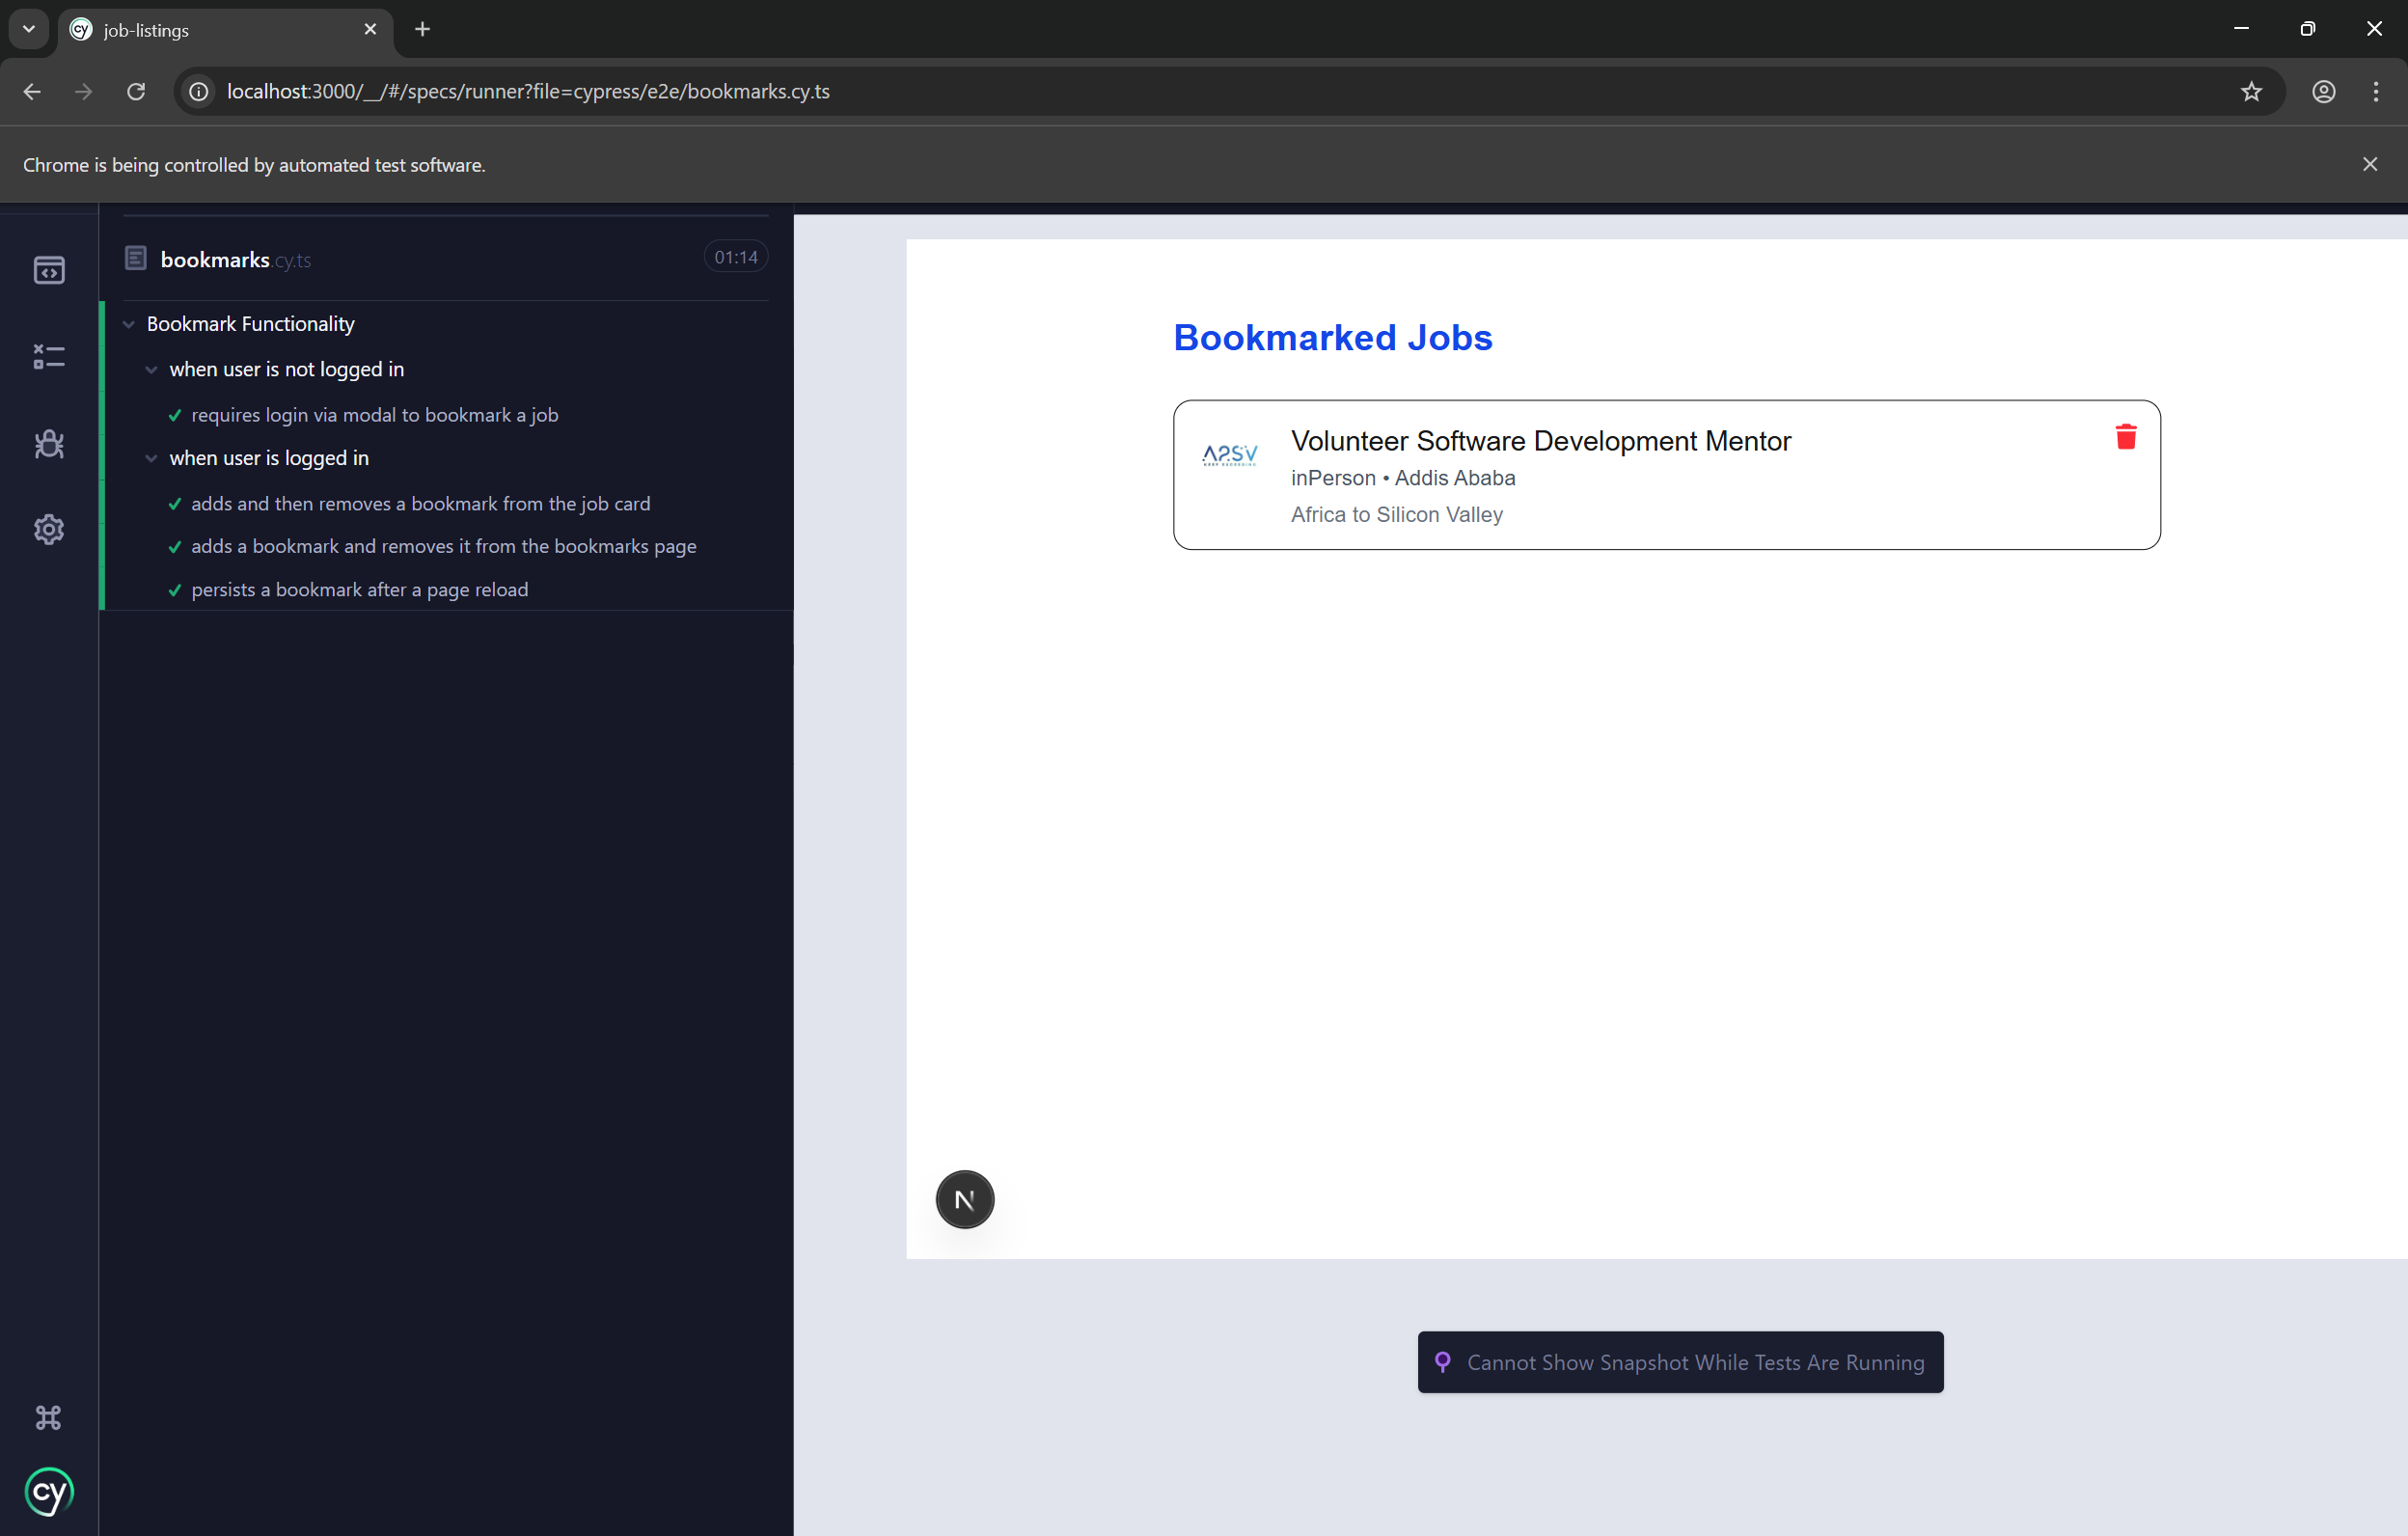 job-listings
localhost:3000/__/#/specs/runner?file=cypress/e2e/bookmarks.cy.ts
Chrome is being controlled by automated test software.
bookmarks.cy.ts
01:14
Bookmark Functionality
when user is not logged in
requires login via modal to bookmark a job
when user is logged in
adds and then removes a bookmark from the job card
adds a bookmark and removes it from the bookmarks page
persists a bookmark after a page reload
cy
Bookmarked Jobs
A2SV
Volunteer Software Development Mentor
inPerson • Addis Ababa
Africa to Silicon Valley
N
Cannot Show Snapshot While Tests Are Running